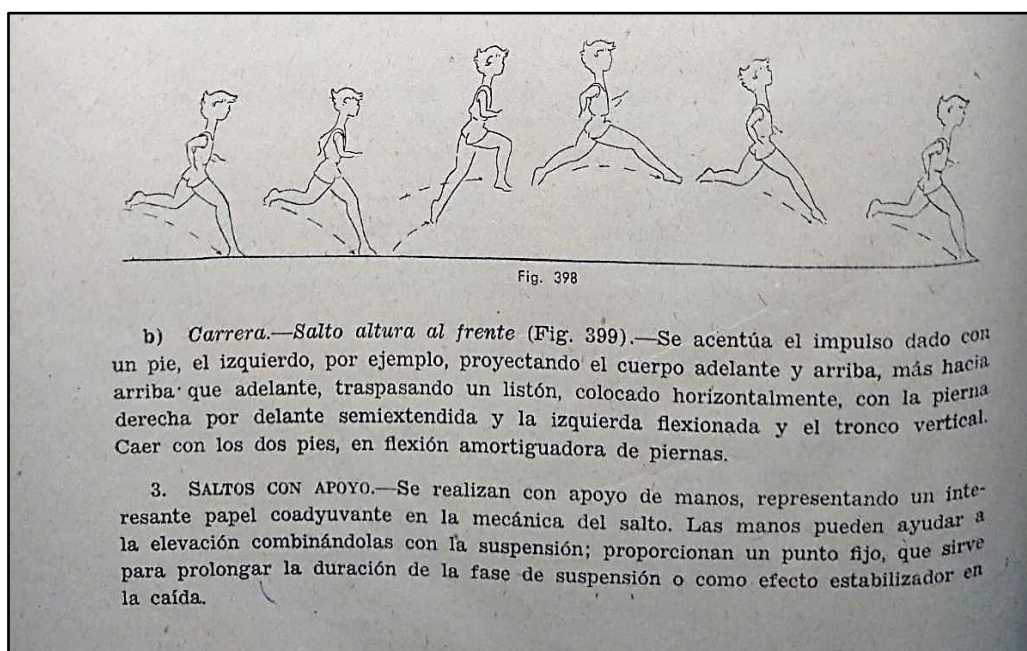 Fig. 398
b) Carrera.—Salto altura al frente (Fig. 399).—Se acentúa el impulso dado con
un pie, el izquierdo, por ejemplo, proyectando el cuerpo adelante y arriba, más hacia
arriba que adelante, traspasando un listón, colocado horizontalmente, con la pierna
derecha por delante semiextendida y la izquierda flexionada y el tronco vertical.
Caer con los dos pies, en flexión amortiguadora de piernas.
3. SALTOS CON APOYO.—Se realizan con apoyo de manos, representando un inte-
resante papel coadyuvante en la mecánica del salto. Las manos pueden ayudar a
la elevación combinándolas con la suspensión; proporcionan un punto fijo, que sirve
para prolongar la duración de la fase de suspensión o como efecto estabilizador en
la caída.